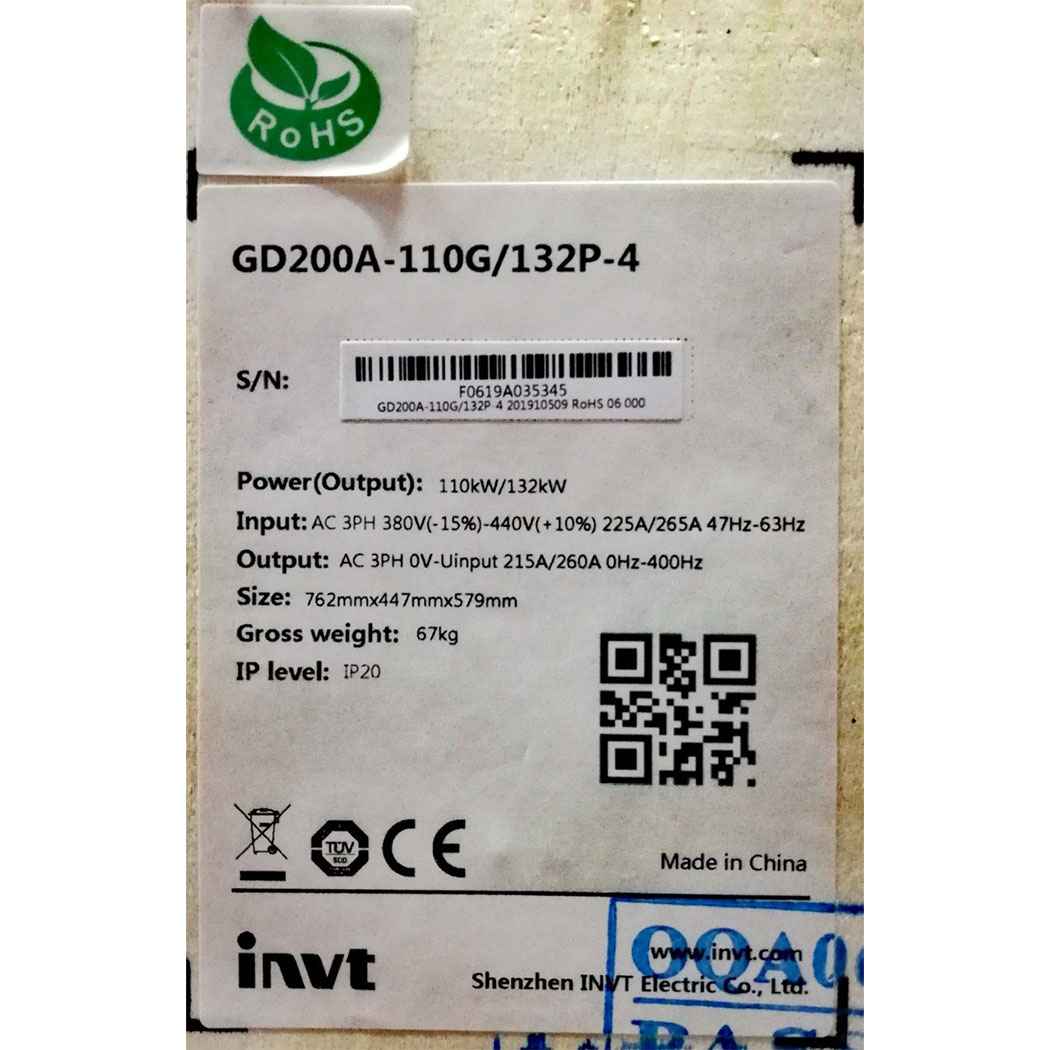 RoHS
GD200A-110G/132P-4
S/N:
F0619A035345
GD200A-110G/132P-4 201910509 RoHS 06 000
Power(Output): 110kW/132kW
Input: AC 3PH 380V(-15%)-440V(+10%) 225A/265A 47Hz-63Hz
Output: AC 3PH 0V-Uinput 215A/260A 0Hz-400Hz
Size: 762mmx447mmx579mm
Gross weight: 67kg
IP level: IP20
TÜV
SÜD
CE
Made in China
invt
www.invt.com
Shenzhen INVT Electric Co., Ltd.